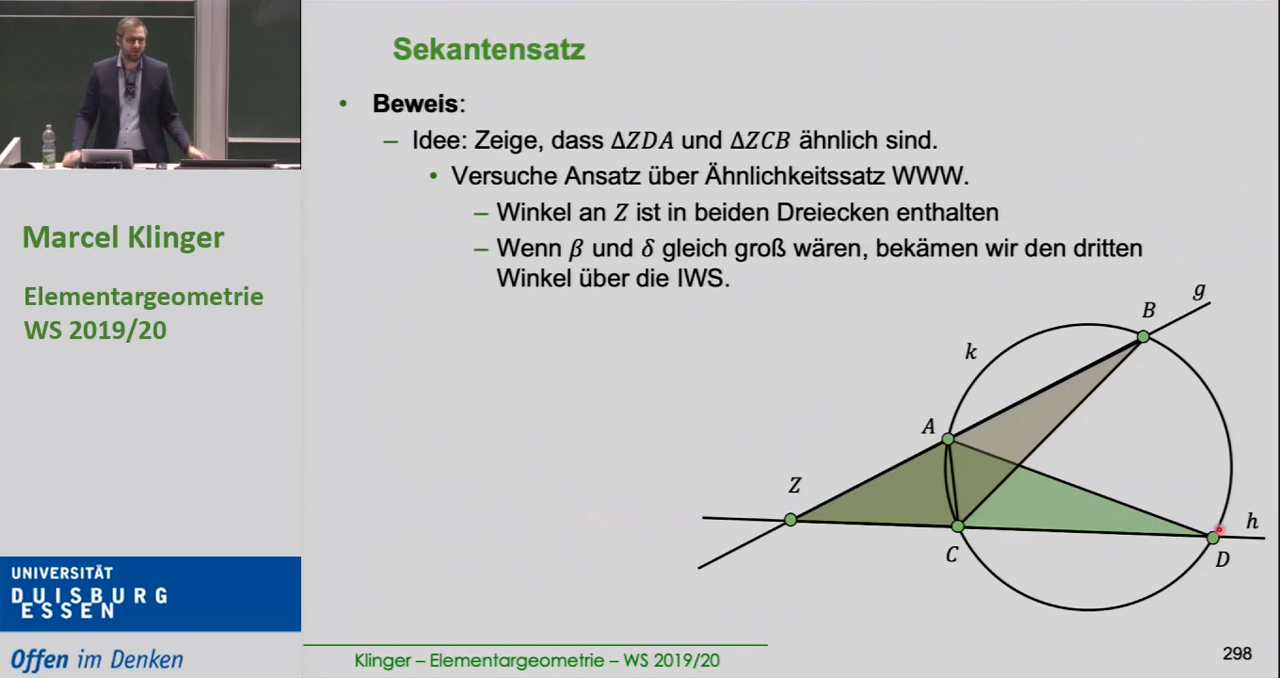 Sekantensatz
• Beweis:
– Idee: Zeige, dass ΔZDA und ΔZCB ähnlich sind.
• Versuche Ansatz über Ähnlichkeitssatz WWW.
– Winkel an Z ist in beiden Dreiecken enthalten
– Wenn β und δ gleich groß wären, bekämen wir den dritten
Winkel über die IWS.
Marcel Klinger
Elementargeometrie
WS 2019/20
g
B
k
A
Z
h
C
D
UNIVERSITÄT
DUISBURG
ESSEN
Offen im Denken
Klinger – Elementargeometrie – WS 2019/20
298